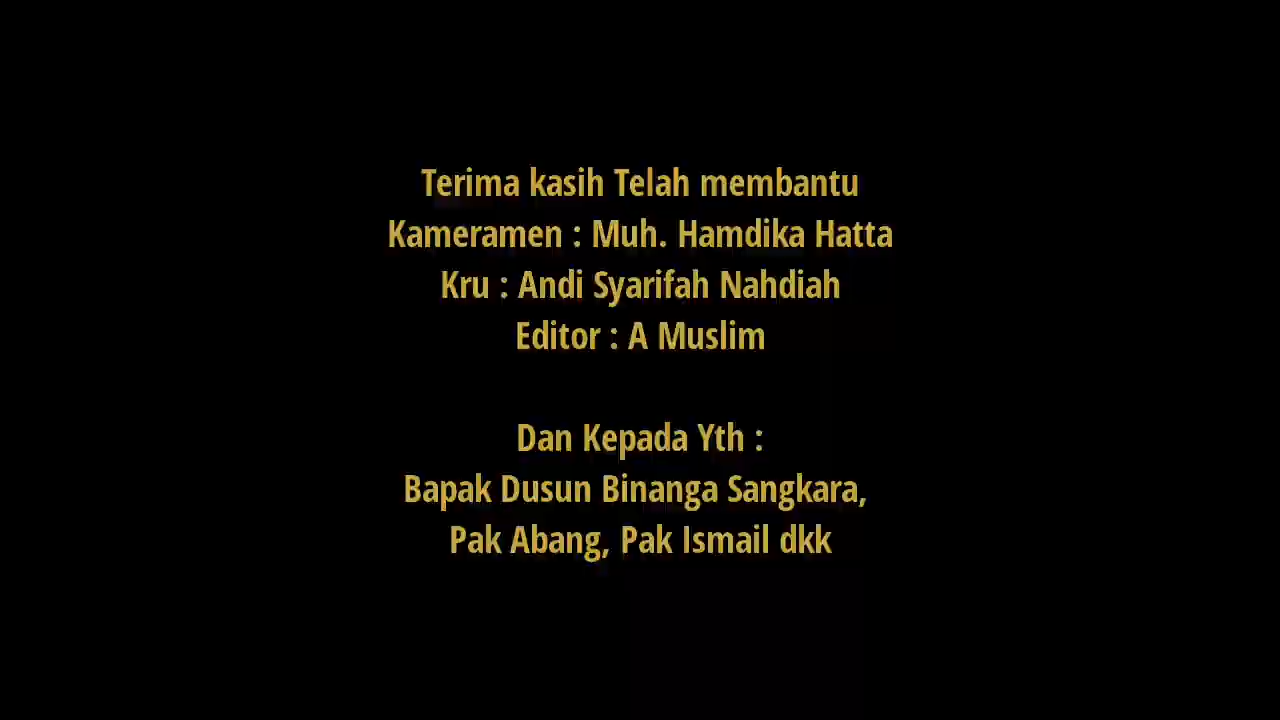 Terima kasih Telah membantu
Kameramen : Muh. Hamdika Hatta
Kru : Andi Syarifah Nahdiah
Editor : A Muslim
Dan Kepada Yth :
Bapak Dusun Binanga Sangkara,
Pak Abang, Pak Ismail dkk